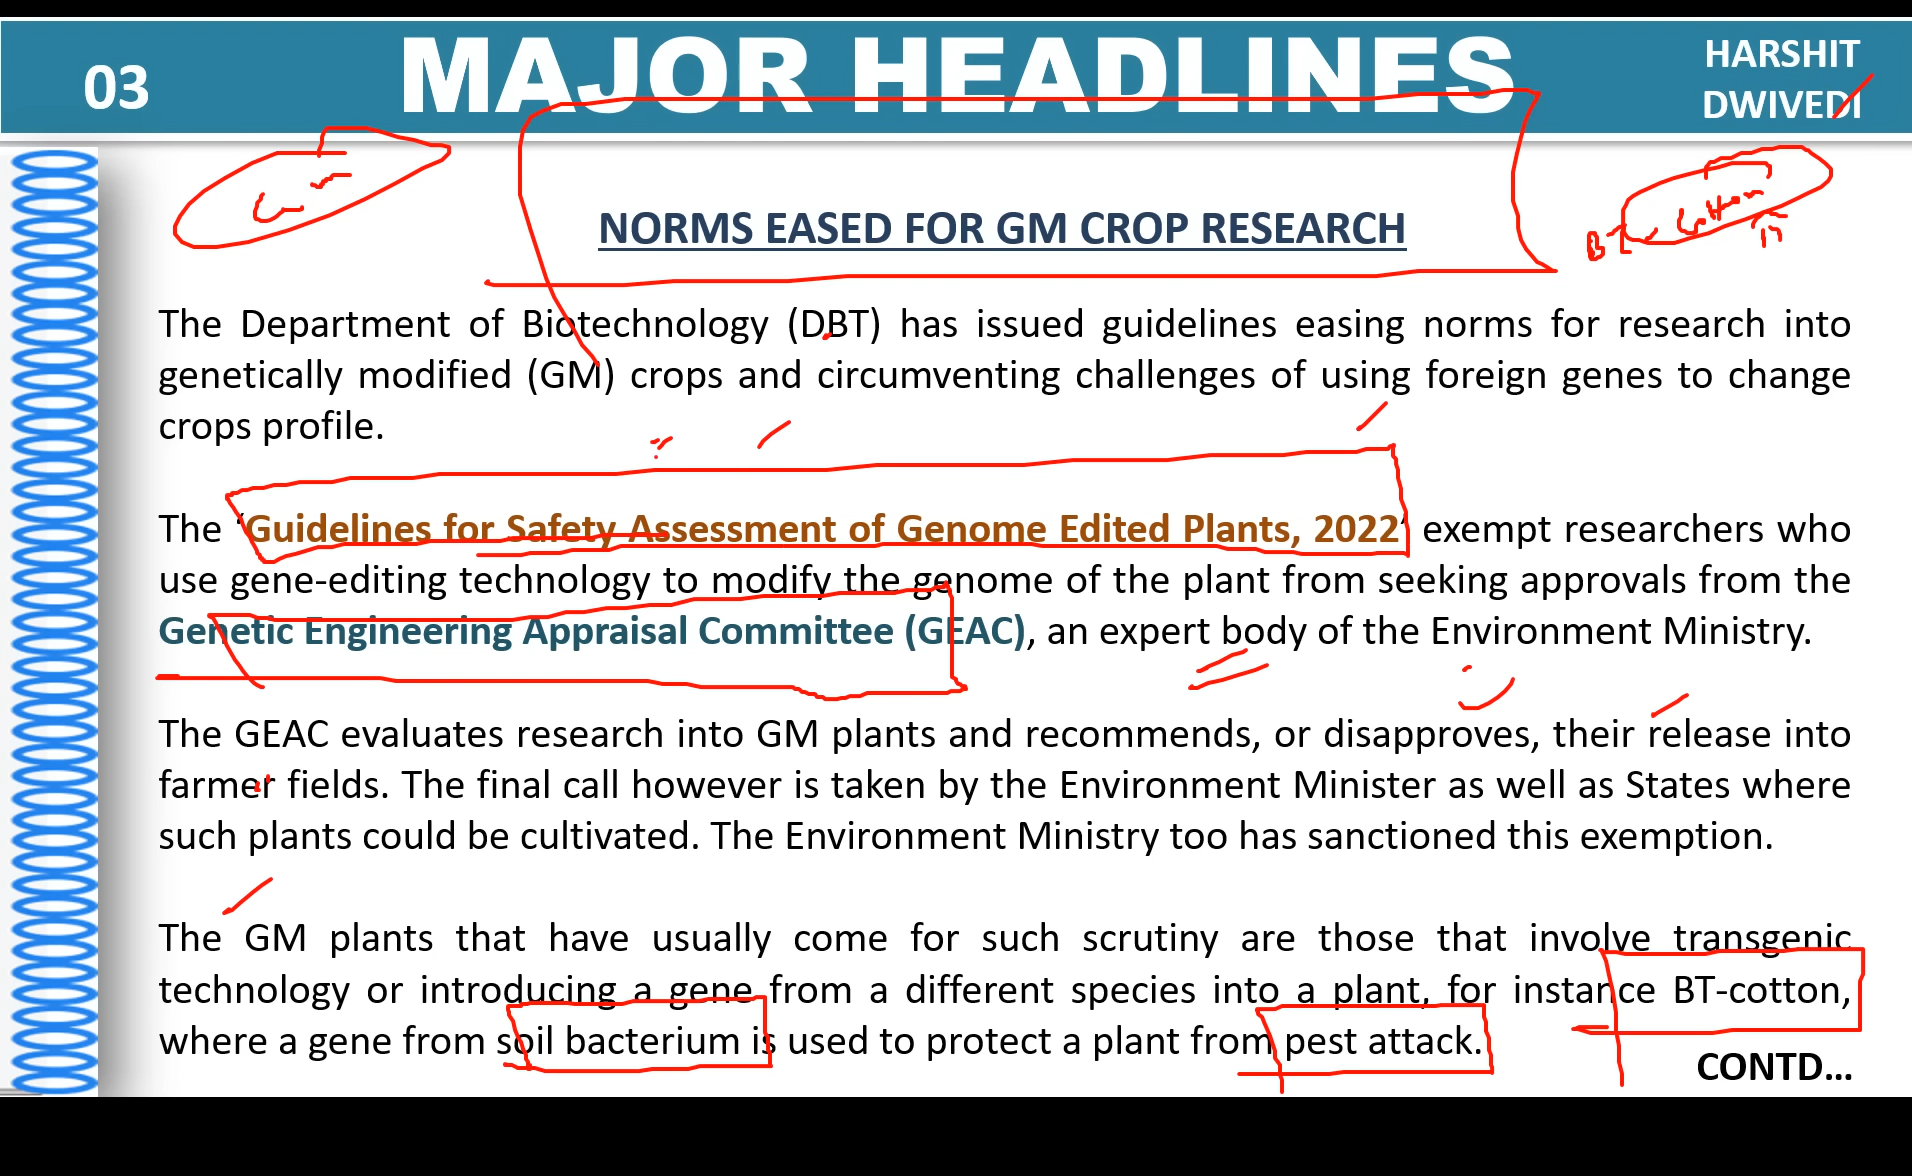 03
MAJOR HEADLINES
HARSHIT
DWIVEDI
NORMS EASED FOR GM CROP RESEARCH
The Department of Biotechnology (DBT) has issued guidelines easing norms for research into
genetically modified (GM) crops and circumventing challenges of using foreign genes to change
crops profile.
The ‘Guidelines for Safety Assessment of Genome Edited Plants, 2022’ exempt researchers who
use gene-editing technology to modify the genome of the plant from seeking approvals from the
Genetic Engineering Appraisal Committee (GEAC), an expert body of the Environment Ministry.
The GEAC evaluates research into GM plants and recommends, or disapproves, their release into
farmer fields. The final call however is taken by the Environment Minister as well as States where
such plants could be cultivated. The Environment Ministry too has sanctioned this exemption.
The GM plants that have usually come for such scrutiny are those that involve transgenic
technology or introducing a gene from a different species into a plant, for instance BT-cotton,
where a gene from soil bacterium is used to protect a plant from pest attack.
CONTD...